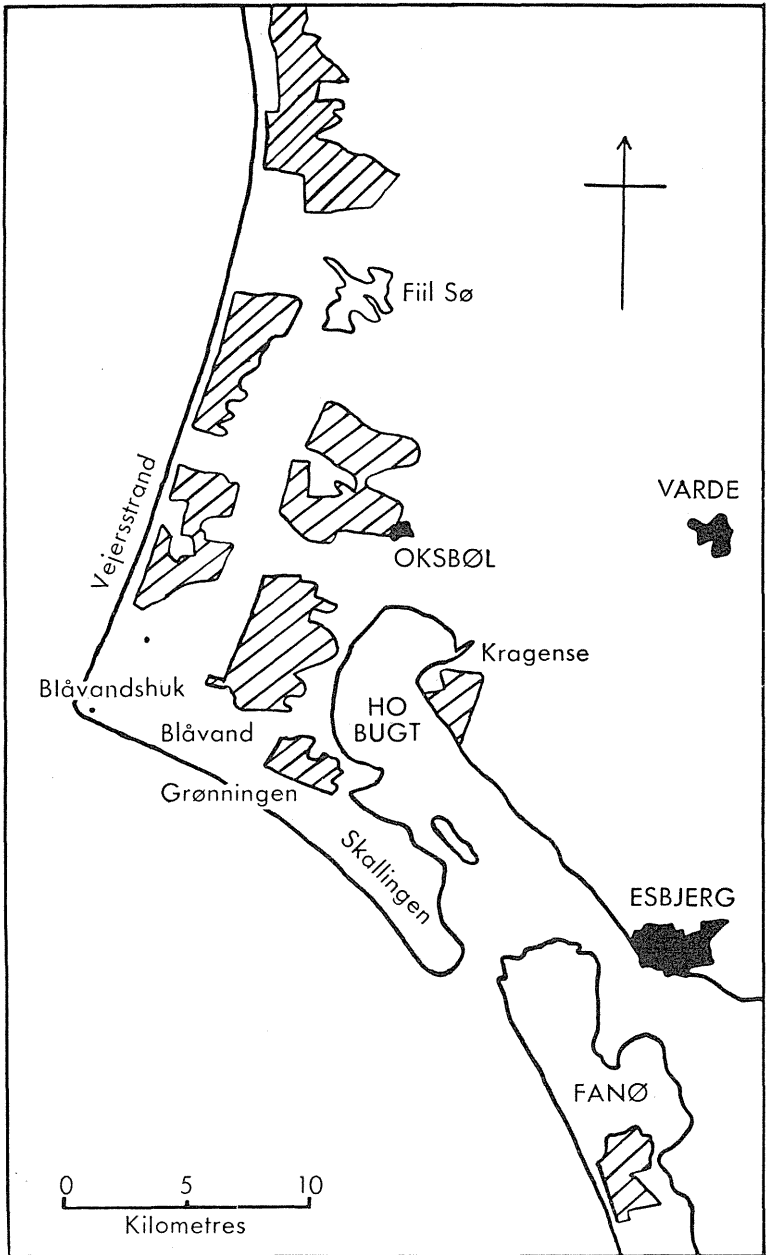 Fiil Sø
Vejersstrand
VARDE
OKSBØL
Kragense
Blåvandshuk
HO
BUGT
Blåvand
Grønningen
Skallingen
ESBJERG
FANØ
0 5 10
Kilometres